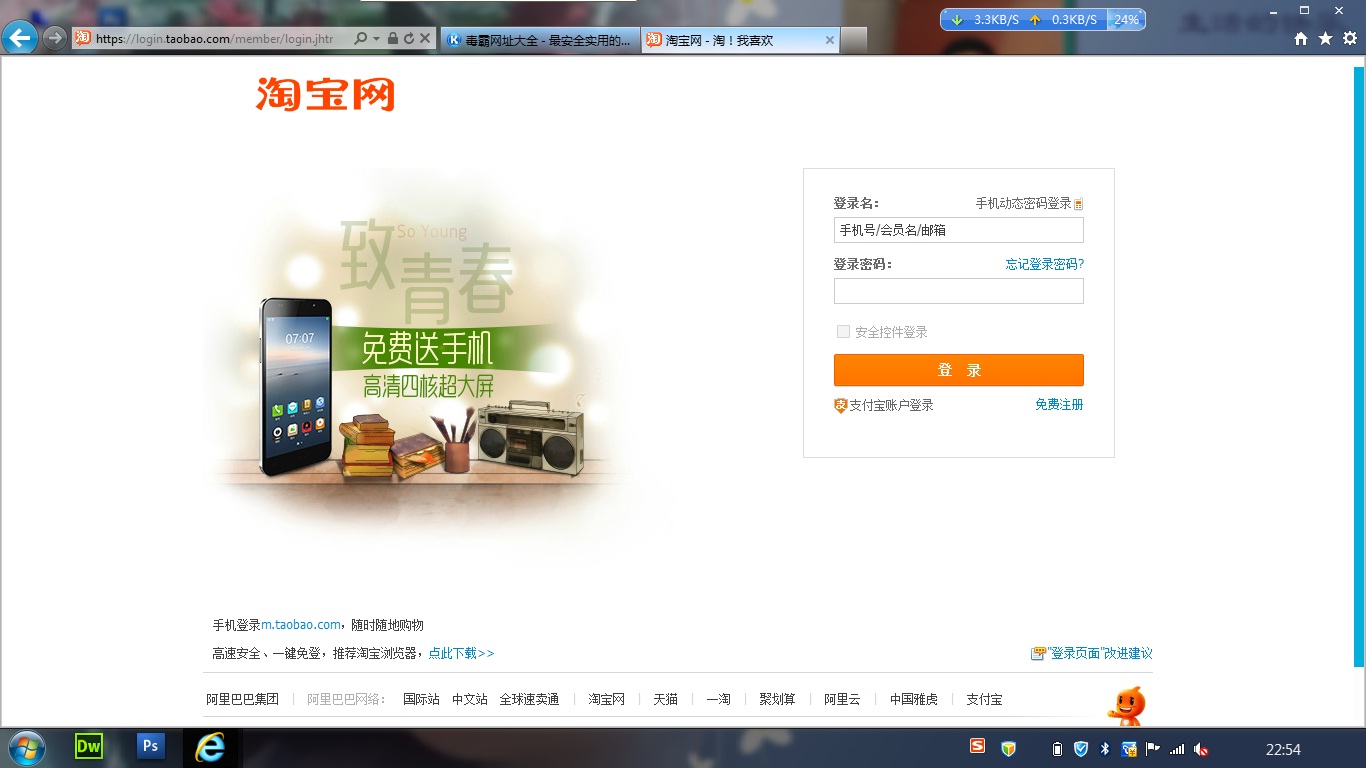 3.3KB/S 0.3KB/S 24%
https://login.taobao.com/member/login.jhtr
毒霸网址大全 - 最安全实用的...
淘宝网 - 淘！我喜欢
淘宝网
致青春
So Young
07:07
免费送手机
高清四核超大屏
登录名： 手机动态密码登录
手机号/会员名/邮箱
登录密码： 忘记登录密码?
安全控件登录
登 录
支付宝账户登录 免费注册
手机登录m.taobao.com，随时随地购物
高速安全、一键免登，推荐淘宝浏览器，点此下载>>
"登录页面"改进建议
阿里巴巴集团 | 阿里巴巴网络： 国际站 中文站 全球速卖通 | 淘宝网 | 天猫 | 一淘 | 聚划算 | 阿里云 | 中国雅虎 | 支付宝
Dw Ps
22:54